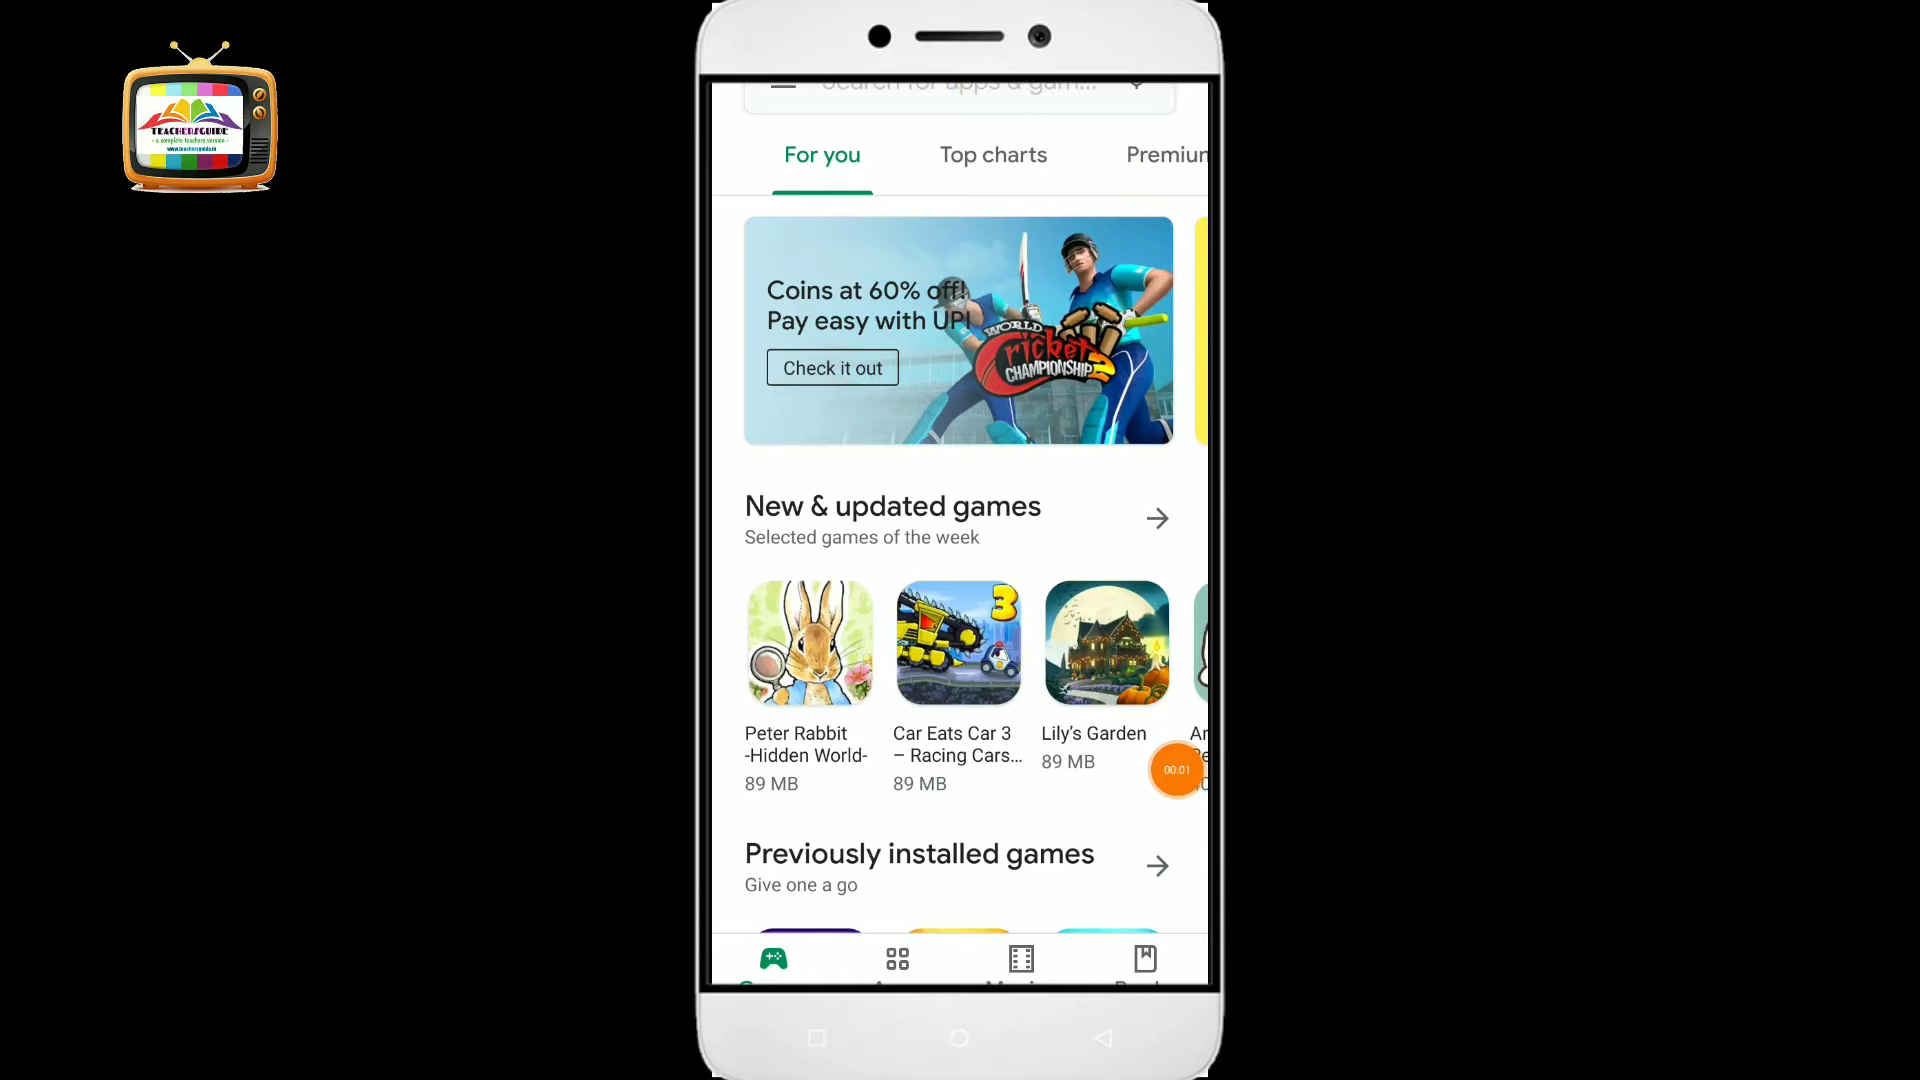 Search for apps & gam...
TEACHERSGUIDE
- a complete teachers version -
www.teachersguide.in
For you
Top charts
Premium
Coins at 60% off!
Pay easy with UPI
Check it out
WORLD
Cricket
CHAMPIONSHIP 2
New & updated games
Selected games of the week
3
Peter Rabbit
-Hidden World-
89 MB
Car Eats Car 3
– Racing Cars...
89 MB
Lily's Garden
89 MB
00:01
Previously installed games
Give one a go